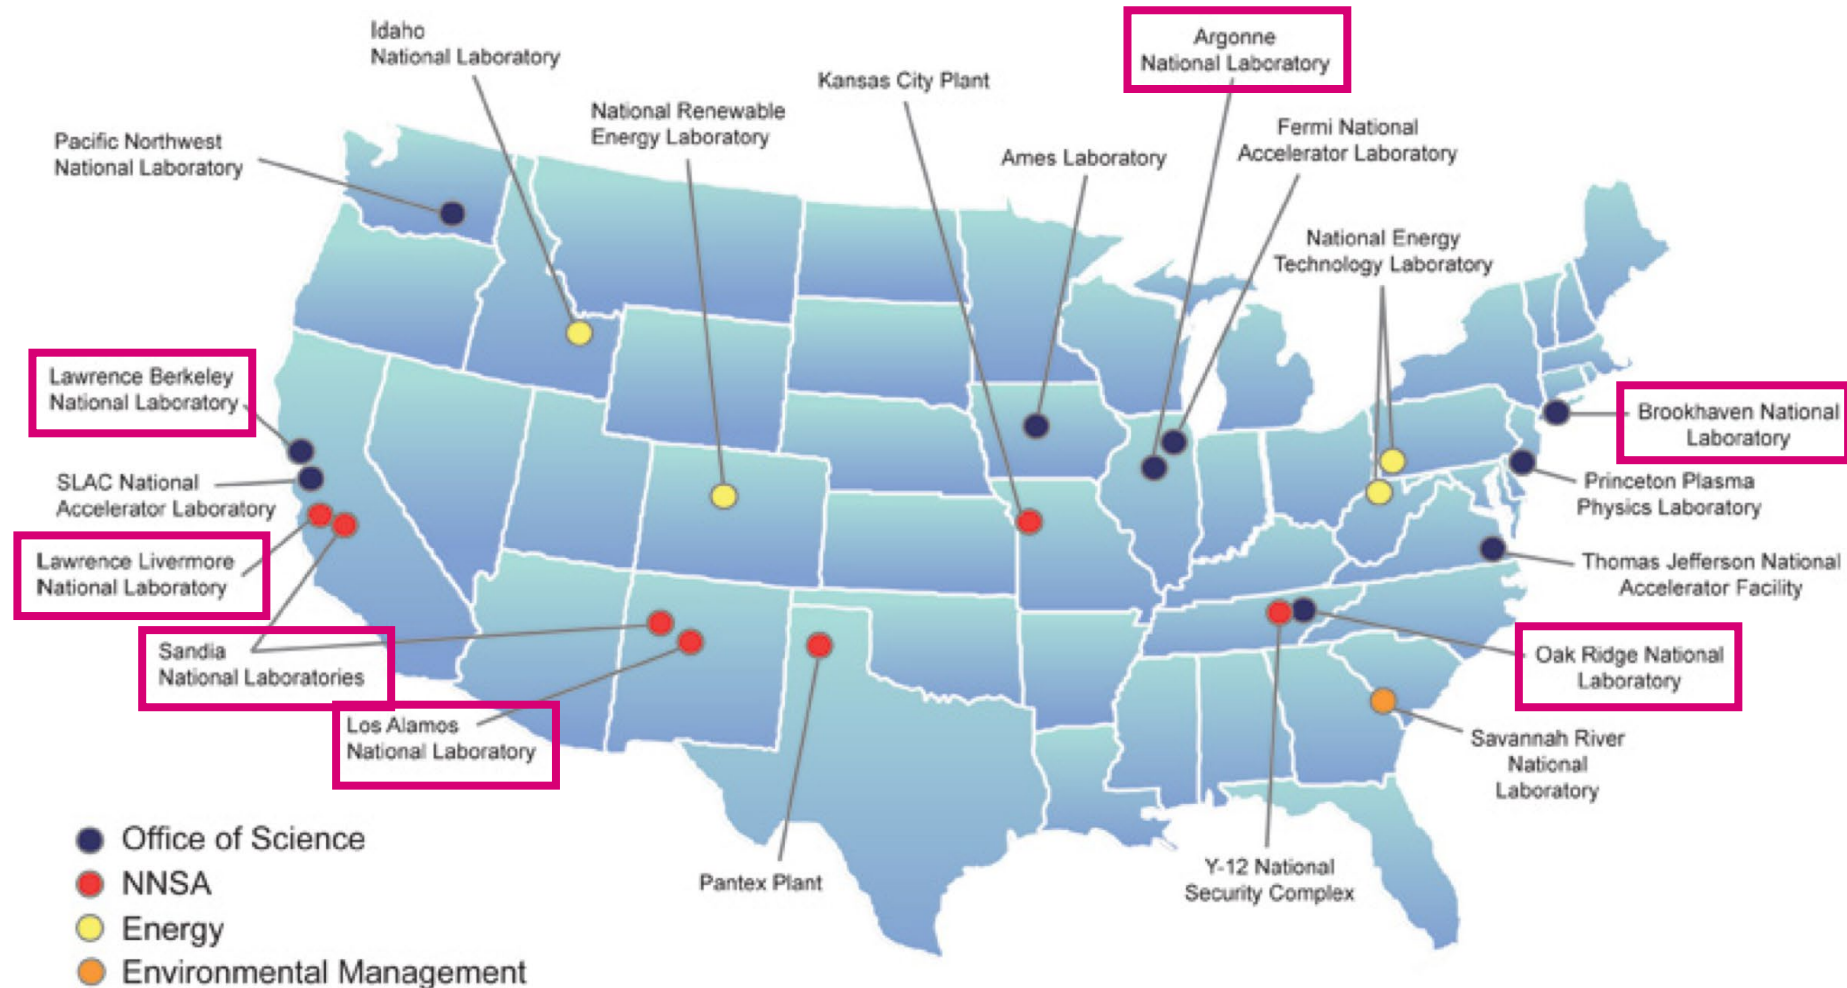 Idaho
National Laboratory
Argonne
National Laboratory
Kansas City Plant
National Renewable
Energy Laboratory
Fermi National
Accelerator Laboratory
Pacific Northwest
National Laboratory
Ames Laboratory
National Energy
Technology Laboratory
Lawrence Berkeley
National Laboratory
Brookhaven National
Laboratory
SLAC National
Accelerator Laboratory
Princeton Plasma
Physics Laboratory
Lawrence Livermore
National Laboratory
Thomas Jefferson National
Accelerator Facility
Sandia
National Laboratories
Oak Ridge National
Laboratory
Los Alamos
National Laboratory
Savannah River
National
Laboratory
Pantex Plant
Y-12 National
Security Complex
Office of Science
NNSA
Energy
Environmental Management